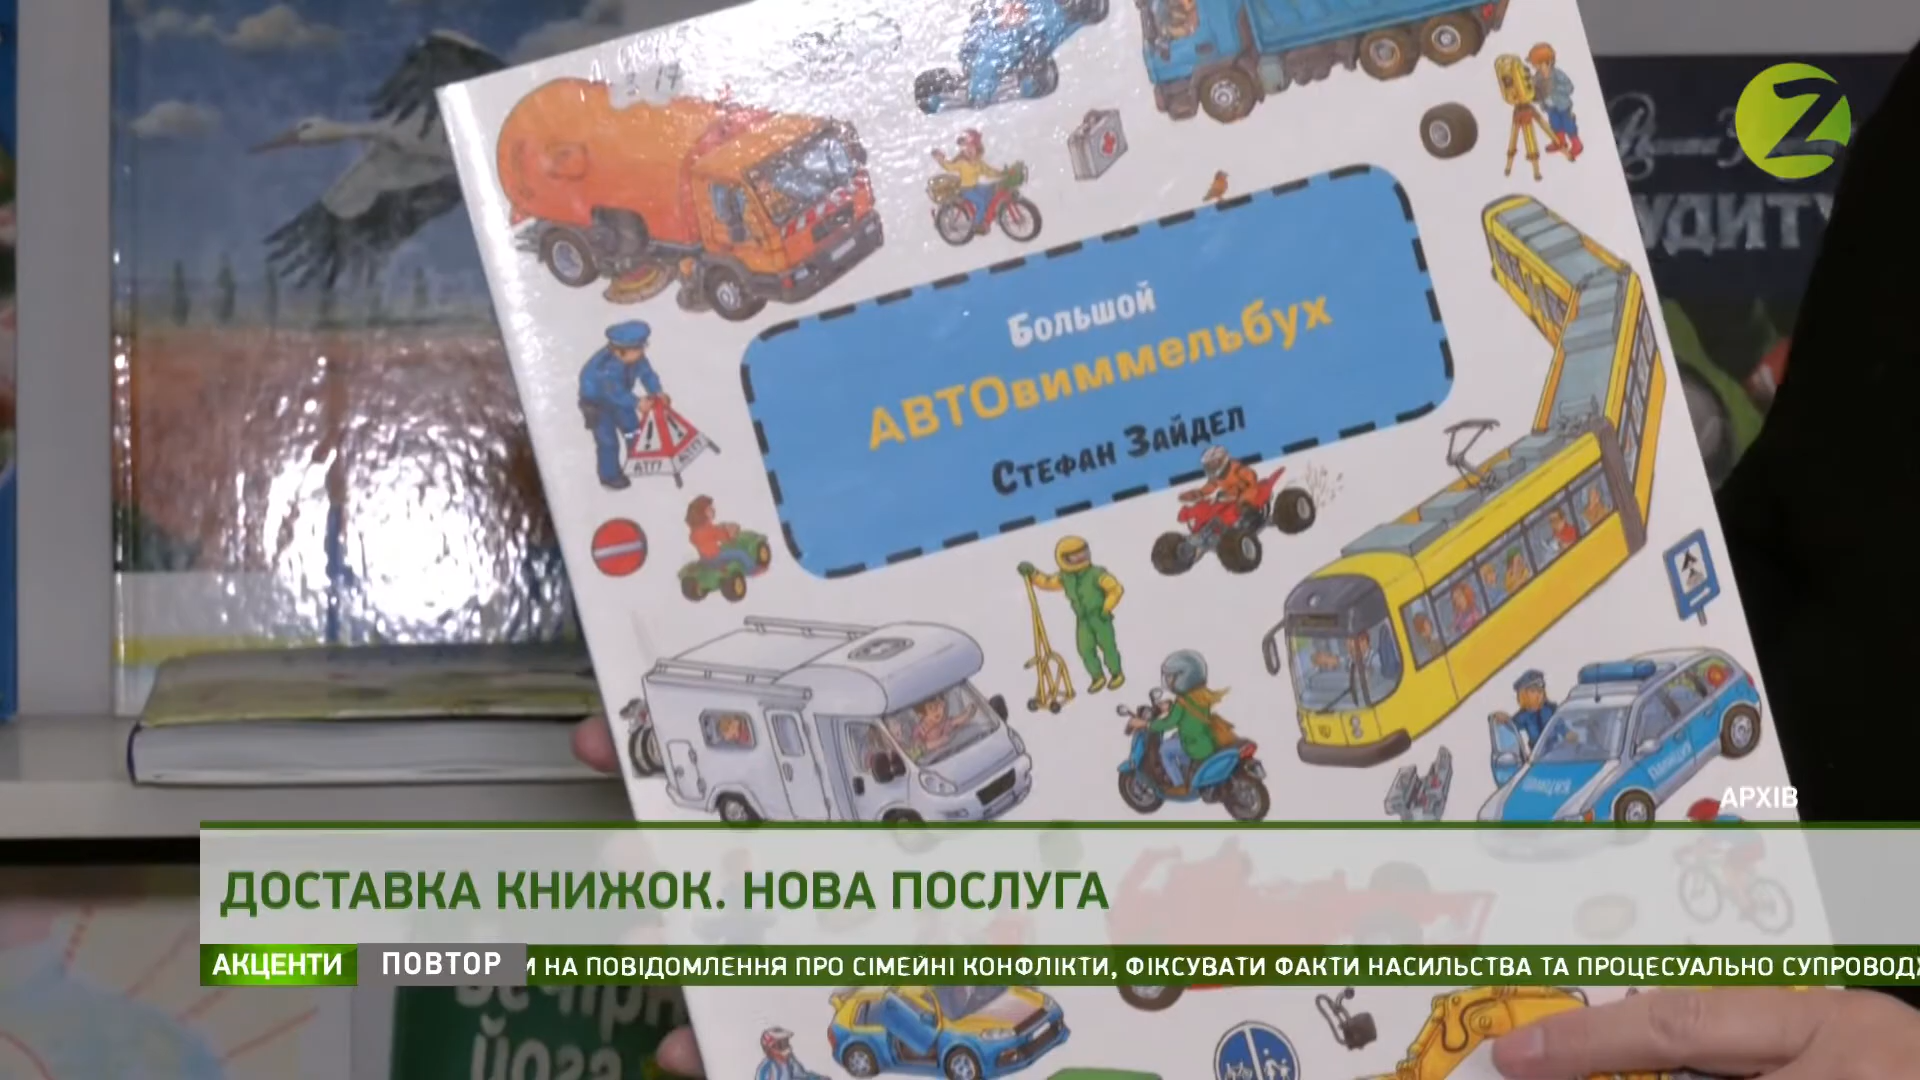 Большой
АВТОвиммельбух
Стефан Зайдел
АРХІВ
ДОСТАВКА КНИЖОК. НОВА ПОСЛУГА
АКЦЕНТИ ПОВТОР И НА ПОВІДОМЛЕННЯ ПРО СІМЕЙНІ КОНФЛІКТИ, ФІКСУВАТИ ФАКТИ НАСИЛЬСТВА ТА ПРОЦЕСУАЛЬНО СУПРОВОДЖ
йога